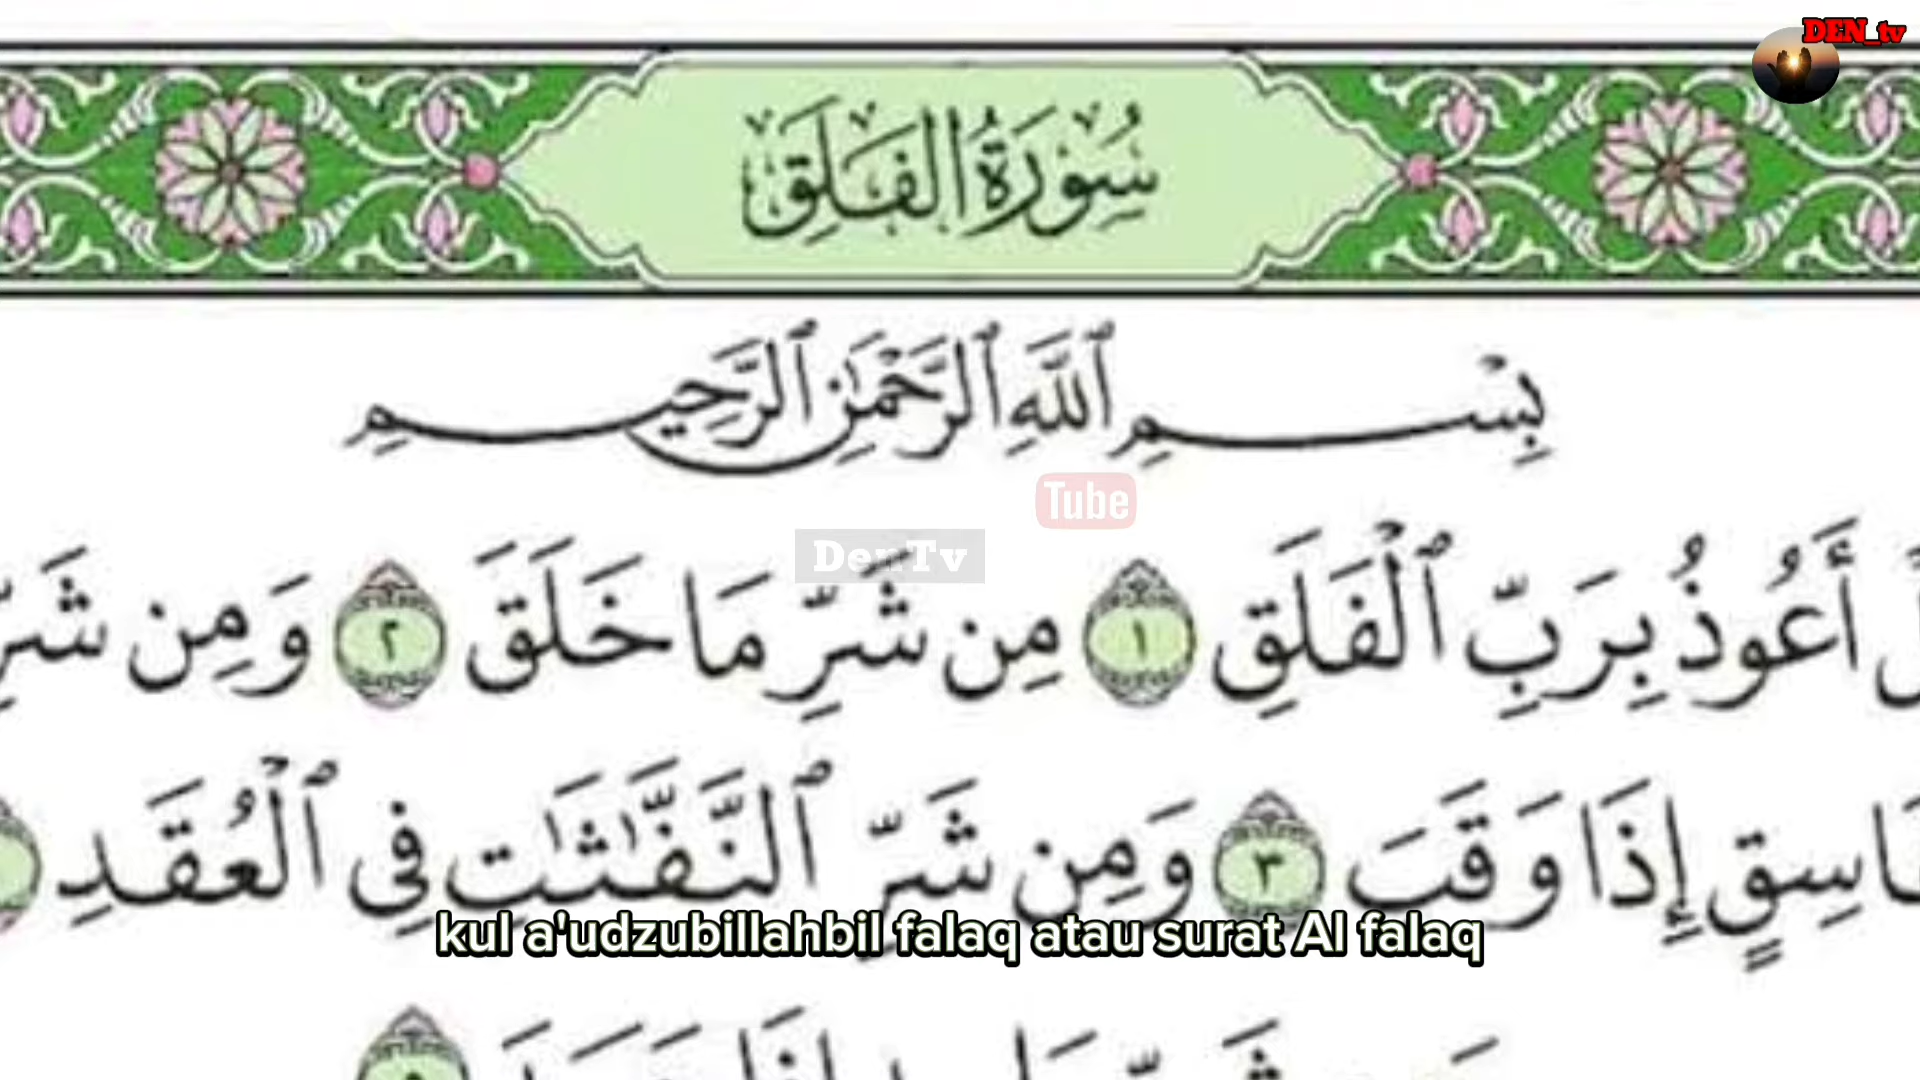 DEN_tv
سُورَةُ الفَلَقِ
بِسْمِ ٱللَّهِ ٱلرَّحْمَٰنِ ٱلرَّحِيمِ
Tube
DenTv
أَعُوذُ بِرَبِّ ٱلْفَلَقِ ١ مِن شَرِّ مَا خَلَقَ ٢ وَمِن شَرِّ
إِذَا وَقَبَ ٣ وَمِن شَرِّ ٱلنَّفَّٰثَٰتِ فِى ٱلْعُقَدِ
kul a'udzubillahbil falaq atau surat Al falaq